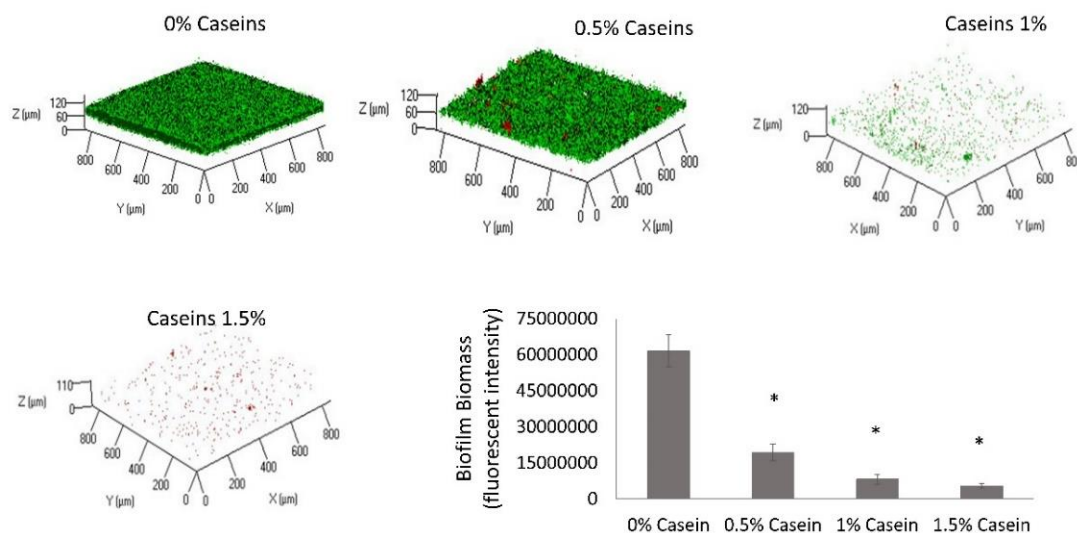 0% Caseins
0.5% Caseins
Caseins 1%
Z (µm)
120
60
0
800
600
400
200
0
Y (µm)
0
200
400
600
800
X (µm)
Z (µm)
120
60
0
800
600
400
200
0
Y (µm)
0
200
400
600
800
X (µm)
Z (µm)
120
0
800
600
400
200
0
X (µm)
0
200
400
600
800
Y (µm)
Caseins 1.5%
Z (µm)
110
0
800
600
400
200
0
Y (µm)
0
200
400
600
800
X (µm)
Biofilm Biomass
(fluorescent intensity)
75000000
60000000
45000000
30000000
15000000
0
*
*
*
0% Casein
0.5% Casein
1% Casein
1.5% Casein